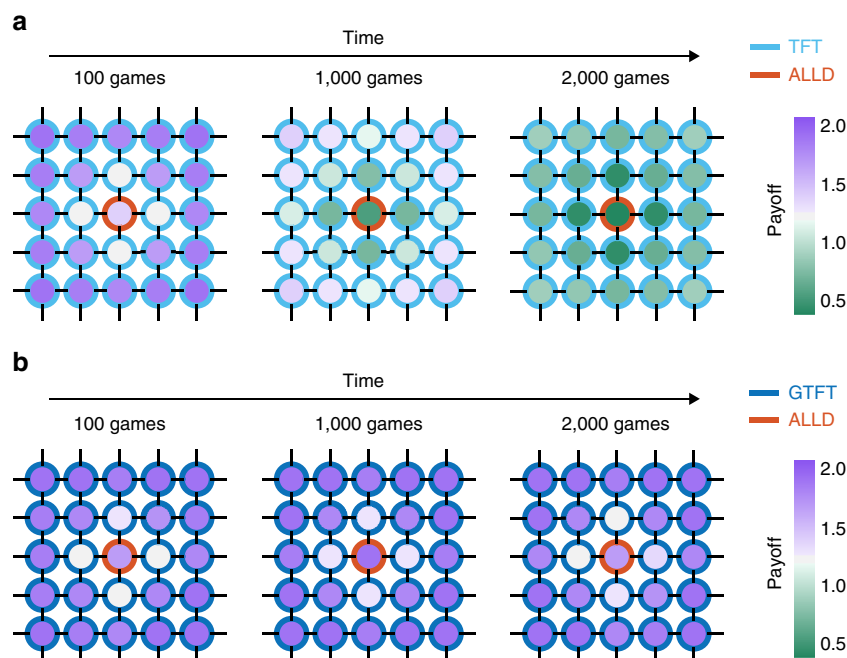 a
Time
100 games
1,000 games
2,000 games
TFT
ALLD
Payoff
2.0
1.5
1.0
0.5
b
Time
100 games
1,000 games
2,000 games
GTFT
ALLD
Payoff
2.0
1.5
1.0
0.5